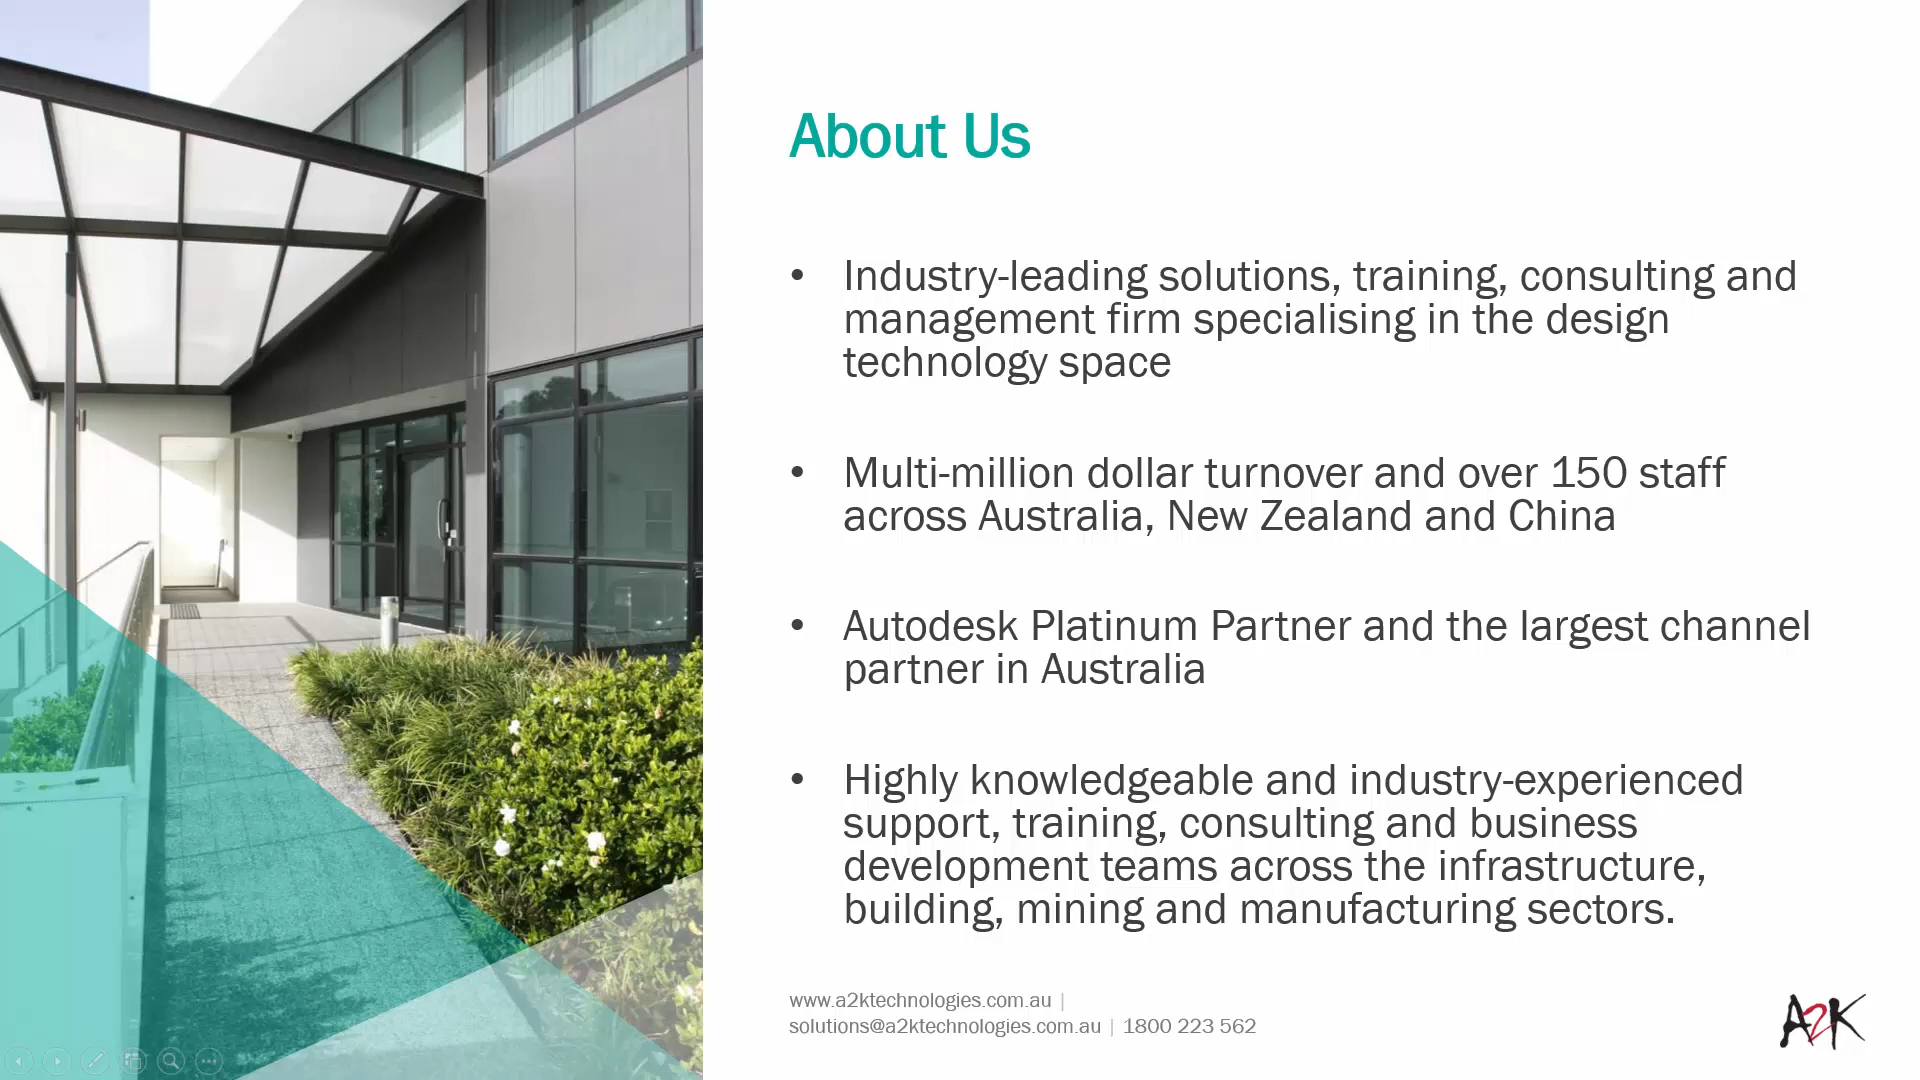 About Us
• Industry-leading solutions, training, consulting and
management firm specialising in the design
technology space
• Multi-million dollar turnover and over 150 staff
across Australia, New Zealand and China
• Autodesk Platinum Partner and the largest channel
partner in Australia
• Highly knowledgeable and industry-experienced
support, training, consulting and business
development teams across the infrastructure,
building, mining and manufacturing sectors.
www.a2ktechnologies.com.au |
solutions@a2ktechnologies.com.au | 1800 223 562
A2K